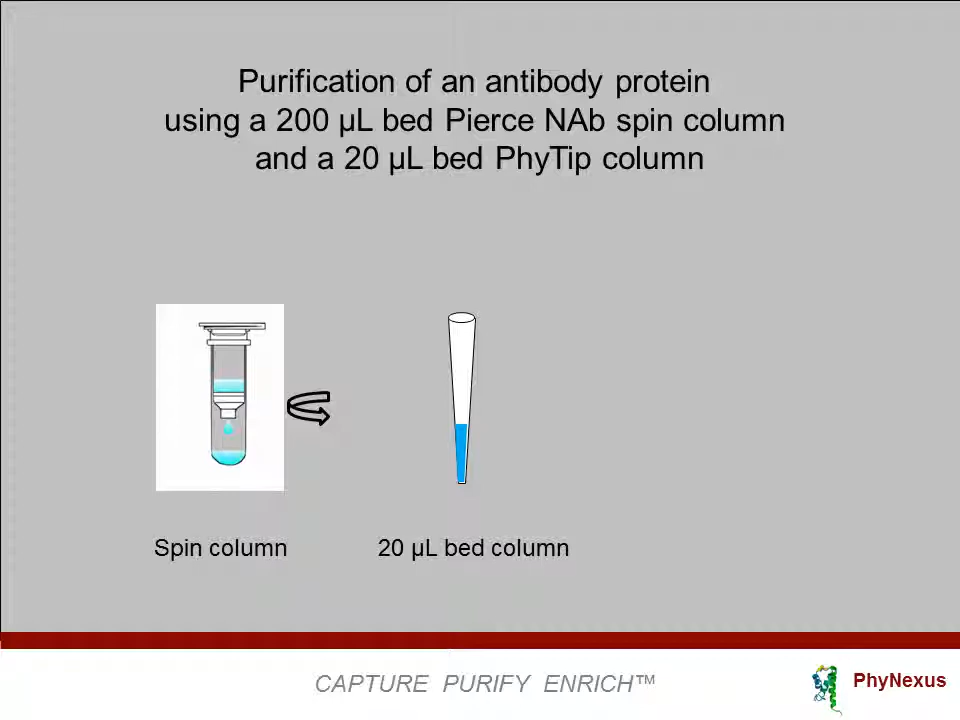 Purification of an antibody protein
using a 200 µL bed Pierce NAb spin column
and a 20 µL bed PhyTip column
Spin column
20 µL bed column
CAPTURE PURIFY ENRICH™
PhyNexus